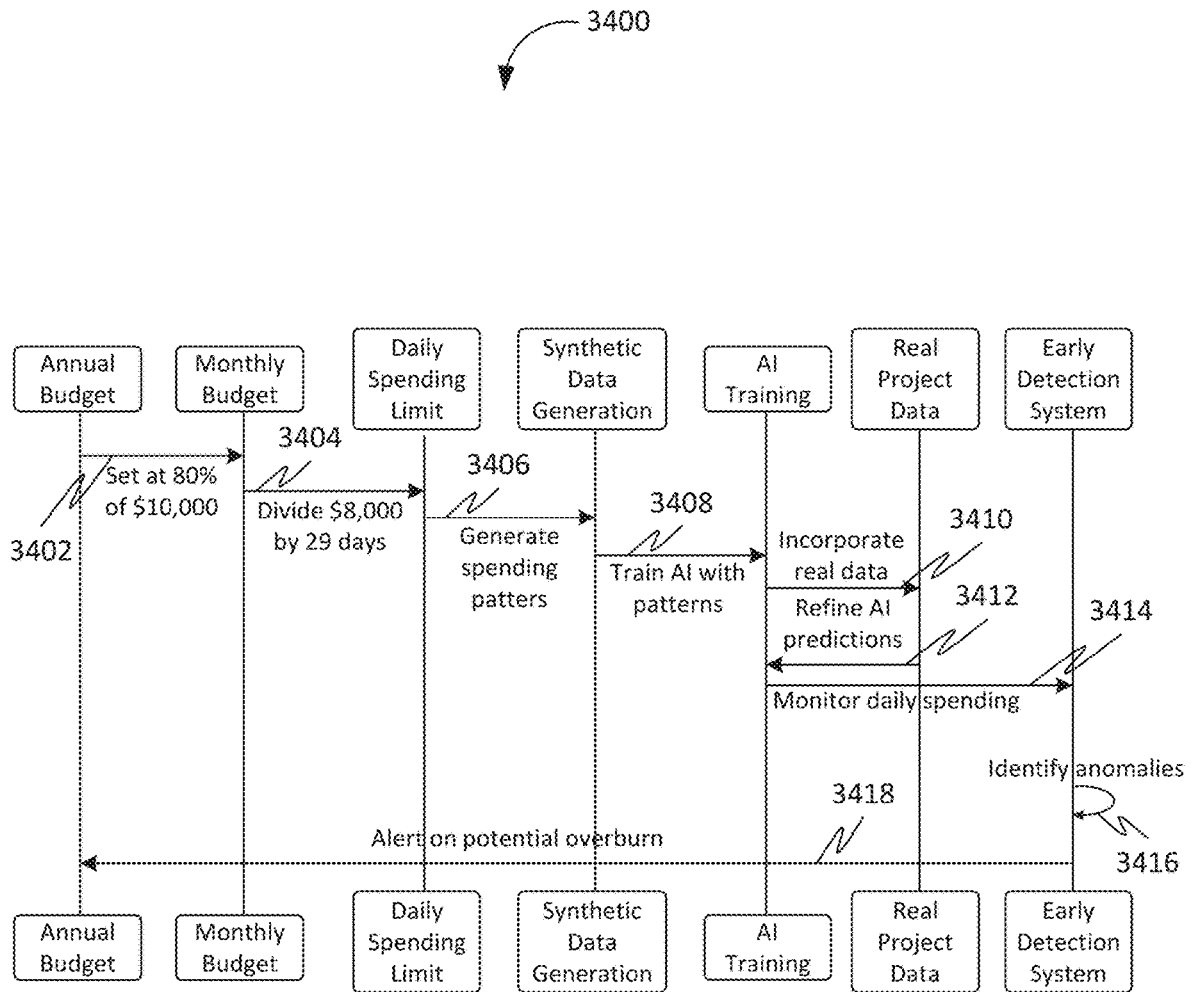 3400
Annual
Budget
Monthly
Budget
Daily
Spending
Limit
Synthetic
Data
Generation
AI
Training
Real
Project
Data
Early
Detection
System
3402
Set at 80%
of $10,000
3404
Divide $8,000
by 29 days
3406
Generate
spending
patters
3408
Train AI with
patterns
3410
Incorporate
real data
3412
Refine AI
predictions
3414
Monitor daily spending
Identify anomalies
3416
3418
Alert on potential overburn
Annual
Budget
Monthly
Budget
Daily
Spending
Limit
Synthetic
Data
Generation
AI
Training
Real
Project
Data
Early
Detection
System